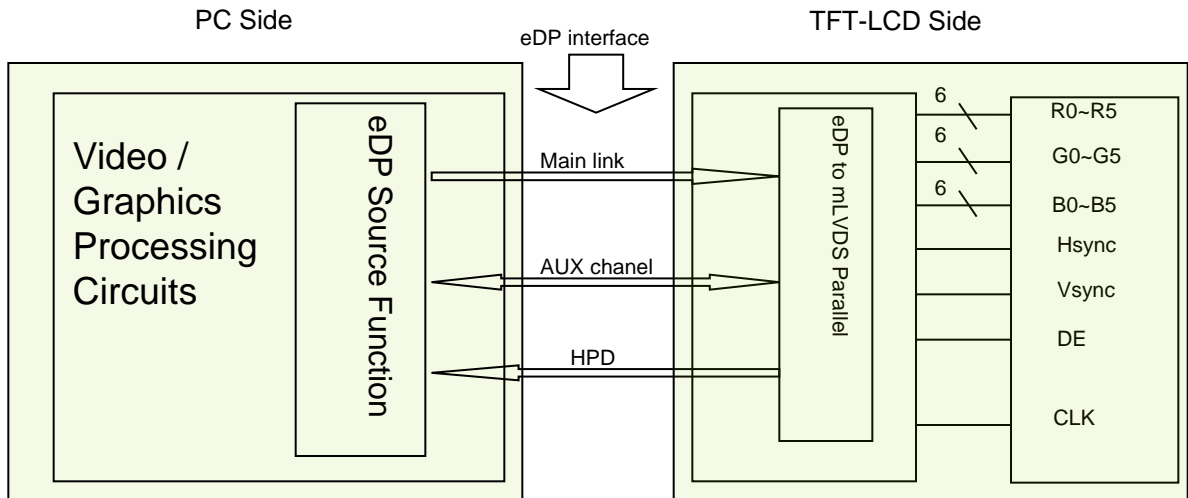 PC Side
eDP interface
TFT-LCD Side
Video /
Graphics
Processing
Circuits
eDP Source Function
Main link
AUX chanel
HPD
eDP to mLVDS Parallel
6
R0~R5
6
G0~G5
6
B0~B5
Hsync
Vsync
DE
CLK